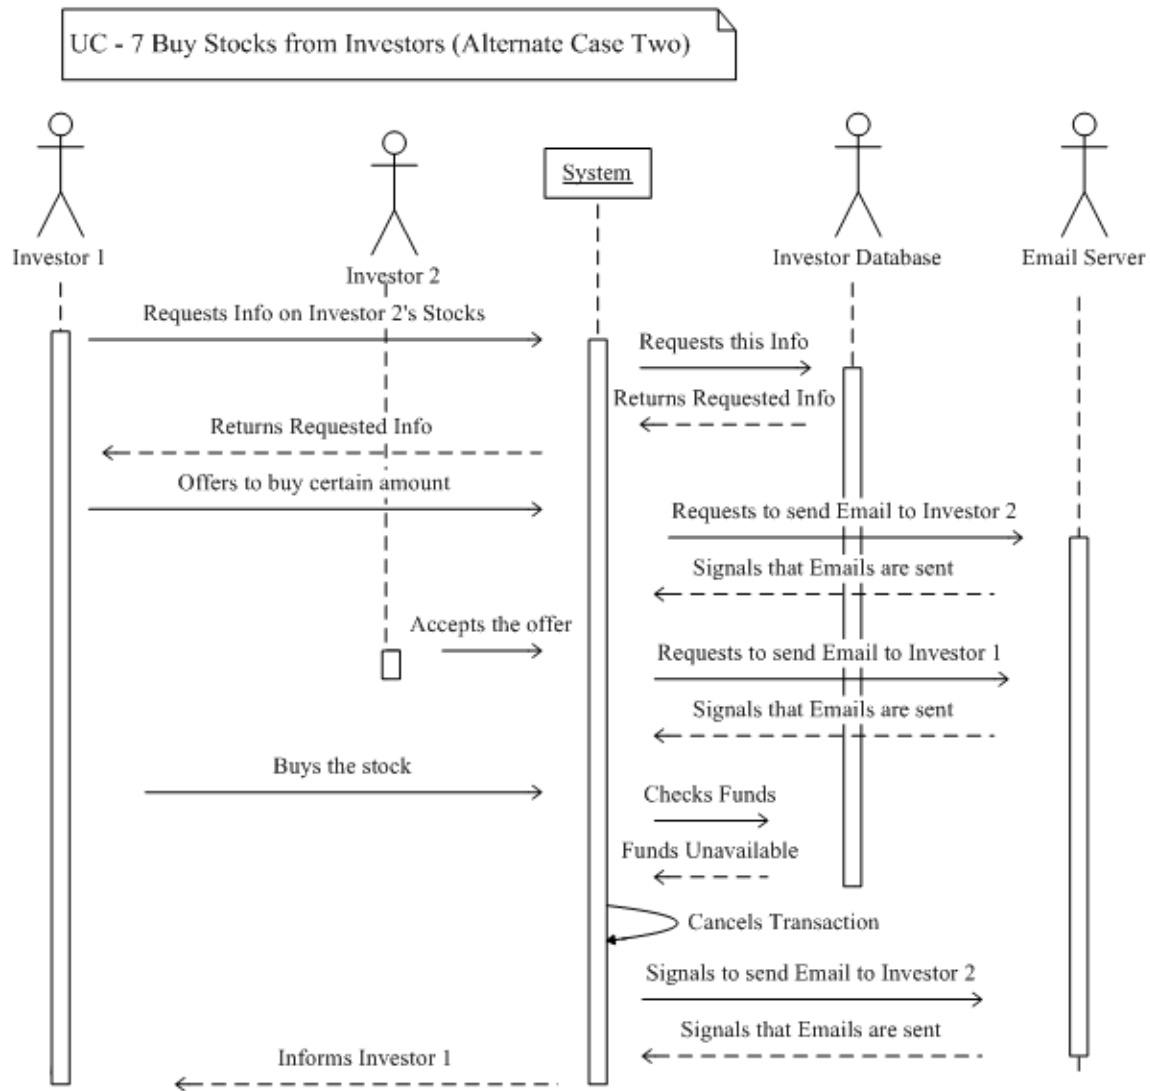 UC - 7 Buy Stocks from Investors (Alternate Case Two)
System
Investor 1
Investor 2
Investor Database
Email Server
Requests Info on Investor 2's Stocks
Requests this Info
Returns Requested Info
Returns Requested Info
Offers to buy certain amount
Requests to send Email to Investor 2
Signals that Emails are sent
Accepts the offer
Requests to send Email to Investor 1
Signals that Emails are sent
Buys the stock
Checks Funds
Funds Unavailable
Cancels Transaction
Signals to send Email to Investor 2
Signals that Emails are sent
Informs Investor 1